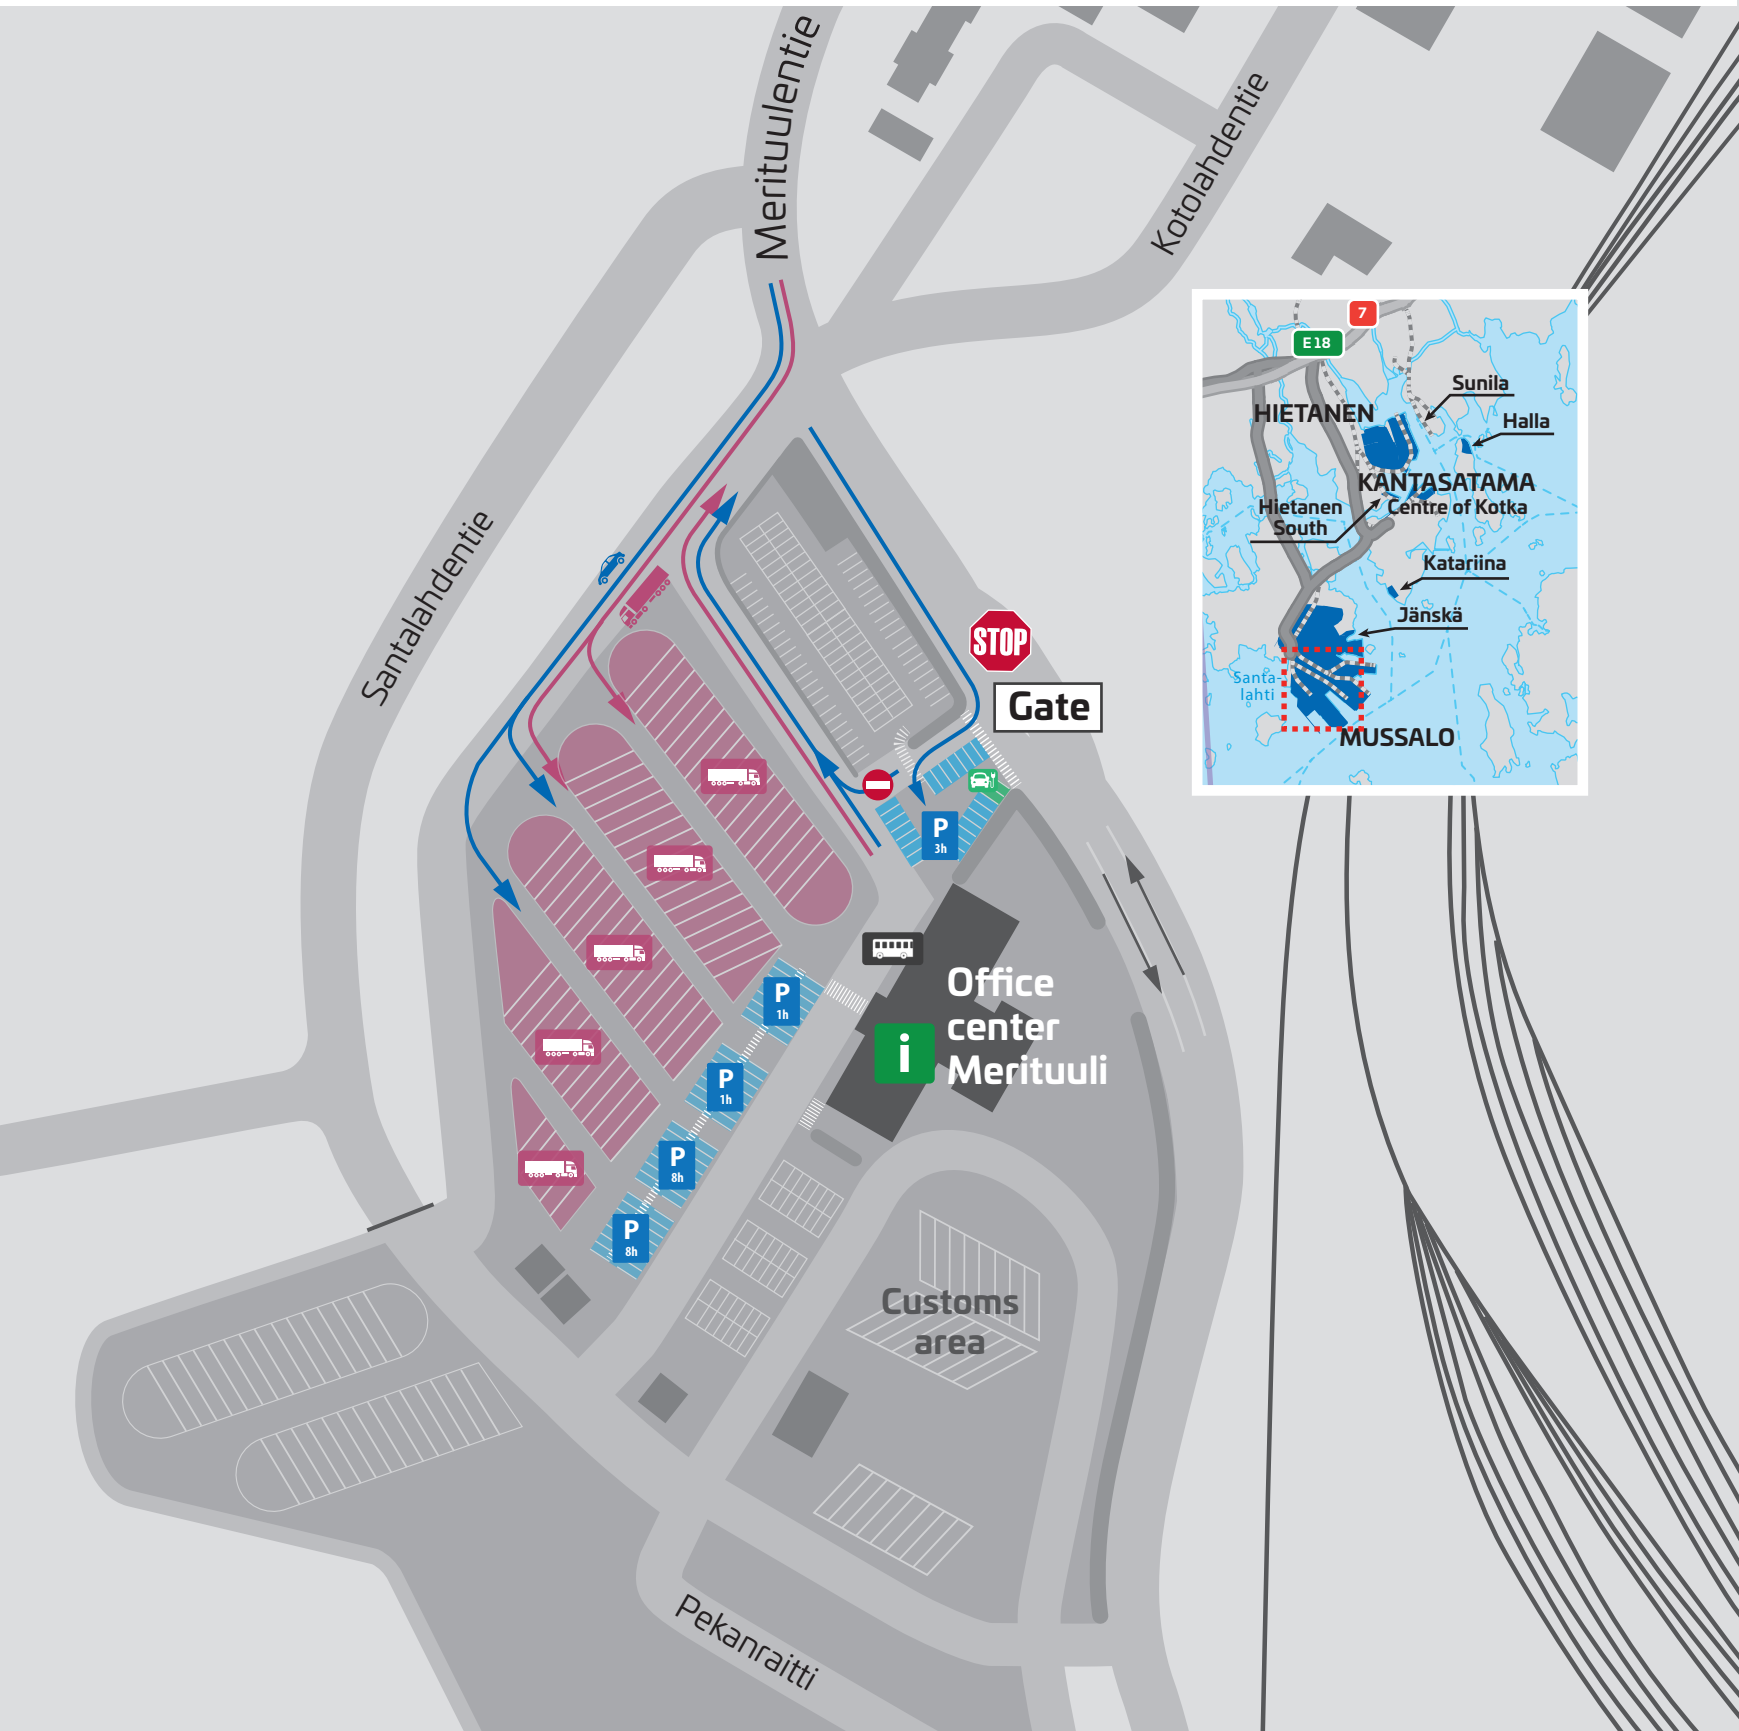 Merituulentie
Kotolahdentie
Santalahdentie
7
E 18
HIETANEN
Sunila
Halla
KANTASATAMA
Hietanen
South
Centre of Kotka
Katariina
Jänskä
Santa-
lahti
MUSSALO
STOP
Gate
P
3h
P
1h
P
1h
P
8h
P
8h
i
Office
center
Merituuli
Customs
area
Pekanraitti